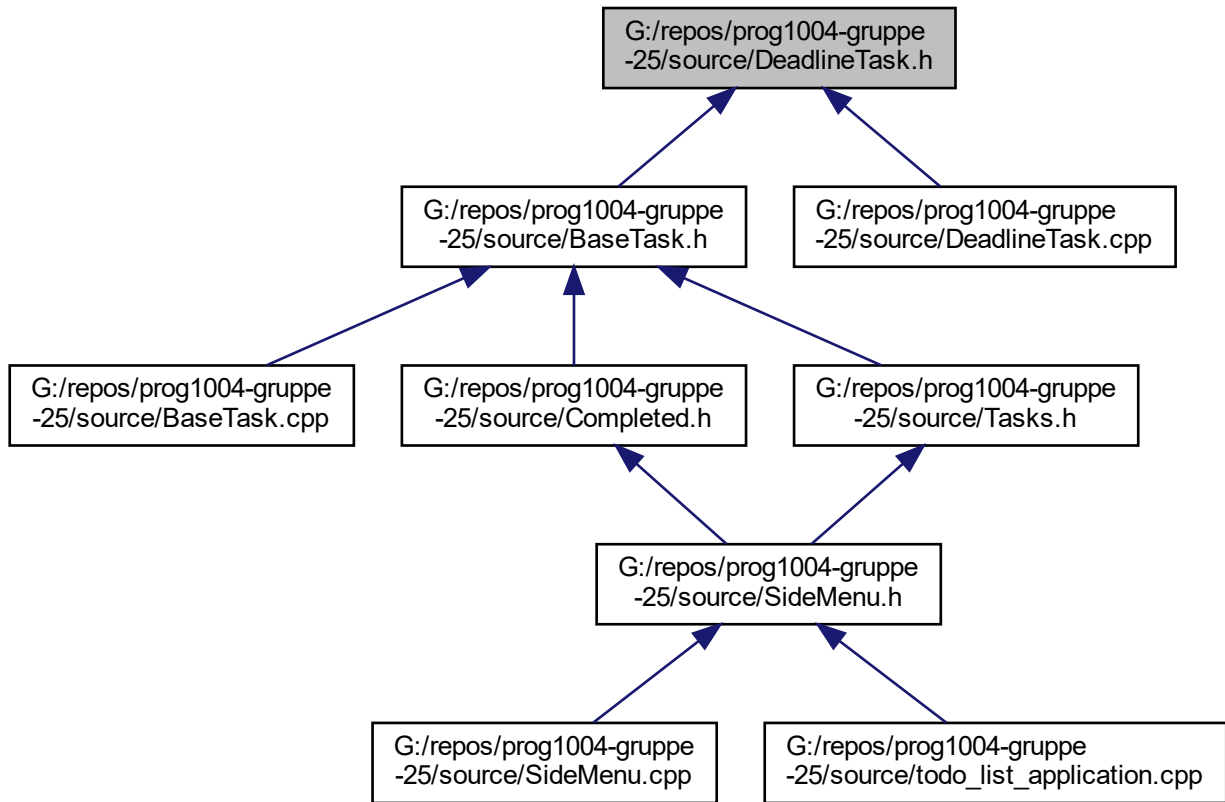 G:/repos/prog1004-gruppe
-25/source/DeadlineTask.h
G:/repos/prog1004-gruppe
-25/source/BaseTask.h
G:/repos/prog1004-gruppe
-25/source/DeadlineTask.cpp
G:/repos/prog1004-gruppe
-25/source/BaseTask.cpp
G:/repos/prog1004-gruppe
-25/source/Completed.h
G:/repos/prog1004-gruppe
-25/source/Tasks.h
G:/repos/prog1004-gruppe
-25/source/SideMenu.h
G:/repos/prog1004-gruppe
-25/source/SideMenu.cpp
G:/repos/prog1004-gruppe
-25/source/todo_list_application.cpp